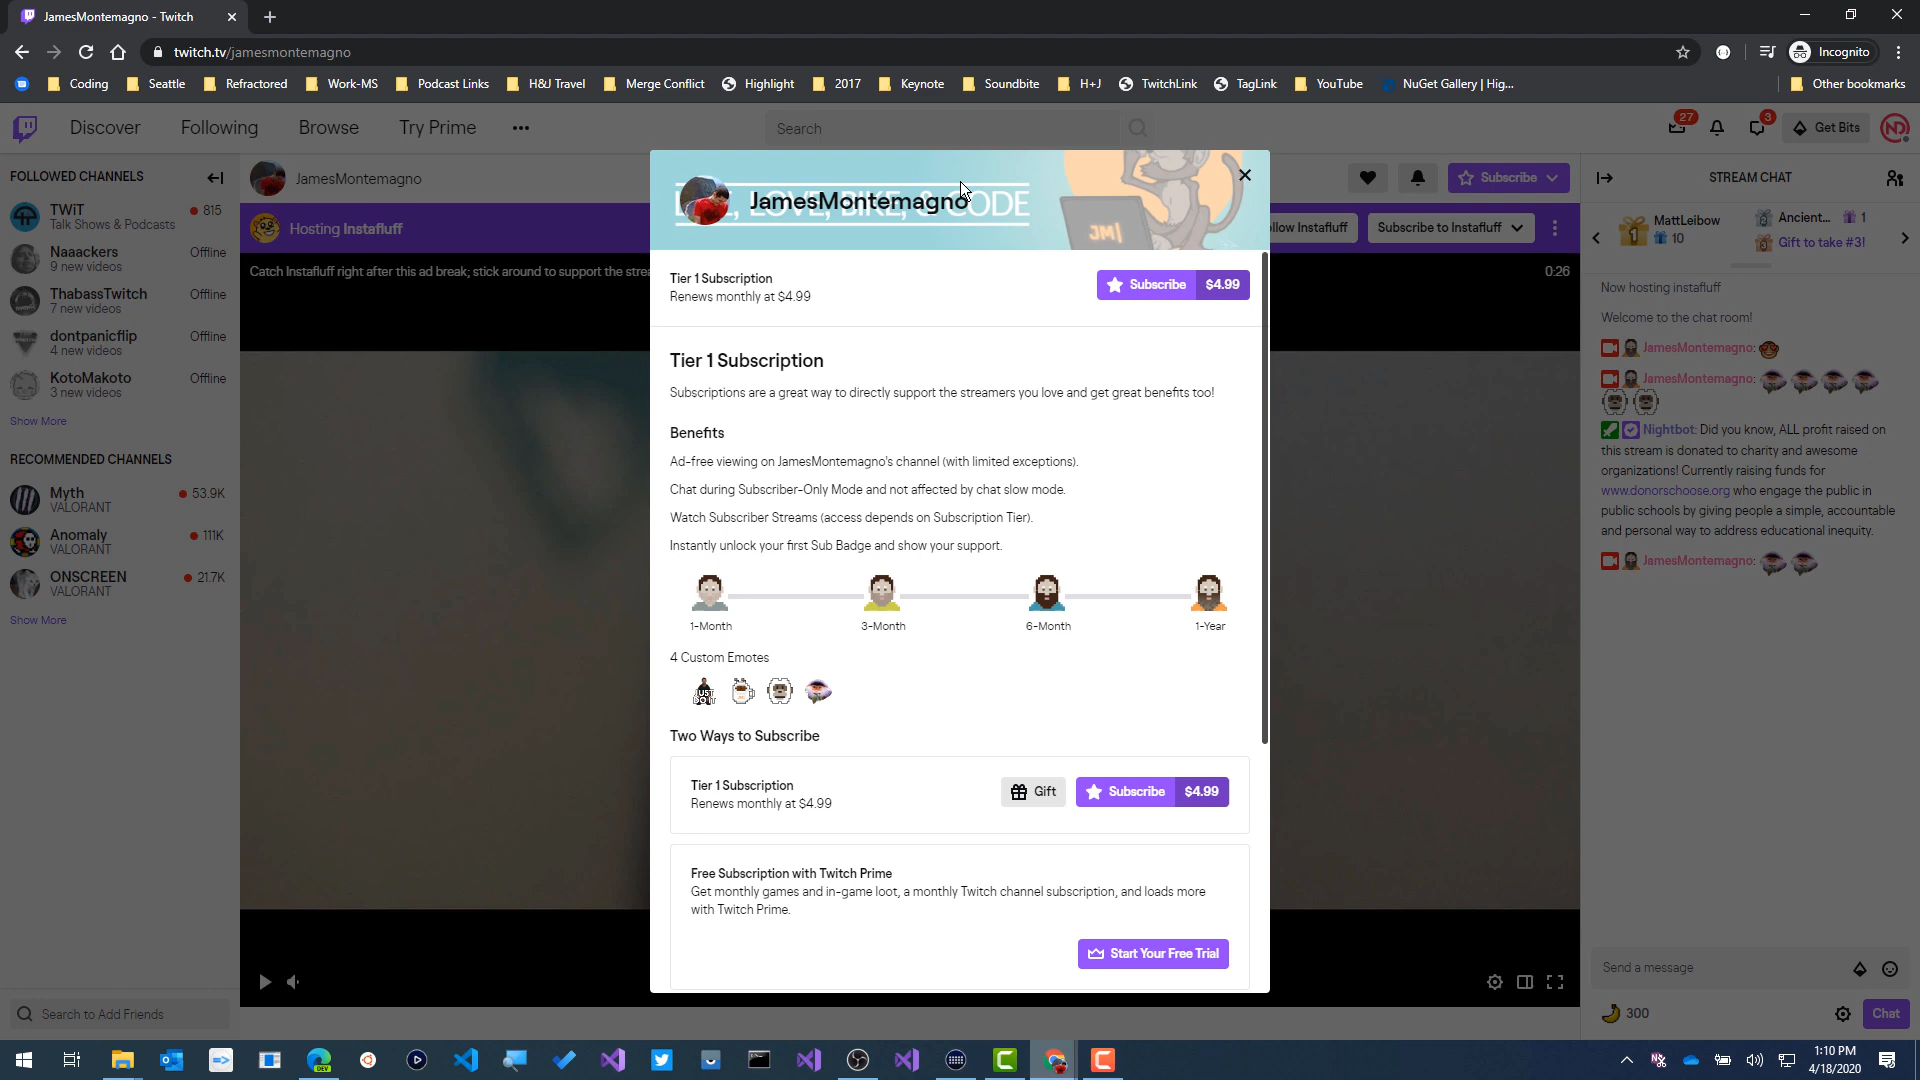 JamesMontemagno - Twitch
twitch.tv/jamesmontemagno
Incognito
Coding
Seattle
Refractored
Work-MS
Podcast Links
H&J Travel
Merge Conflict
Highlight
2017
Keynote
Soundbite
H+J
TwitchLink
TagLink
YouTube
NuGet Gallery | Hig...
Other bookmarks
Discover
Following
Browse
Try Prime
Search
27
3
Get Bits
FOLLOWED CHANNELS
TWiT
815
Talk Shows & Podcasts
Naaackers
Offline
9 new videos
ThabassTwitch
Offline
7 new videos
dontpanicflip
Offline
4 new videos
KotoMakoto
Offline
3 new videos
Show More
RECOMMENDED CHANNELS
Myth
53.9K
VALORANT
Anomaly
111K
VALORANT
ONSCREEN
21.7K
VALORANT
Show More
Search to Add Friends
JamesMontemagno
Subscribe
Hosting Instafluff
llow Instafluff
Subscribe to Instafluff
Catch Instafluff right after this ad break; stick around to support the strea
0:26
JamesMontemagno
LOVE, BIKE, & CODE
JM|
Tier 1 Subscription
Renews monthly at $4.99
Subscribe $4.99
Tier 1 Subscription
Subscriptions are a great way to directly support the streamers you love and get great benefits too!
Benefits
Ad-free viewing on JamesMontemagno's channel (with limited exceptions).
Chat during Subscriber-Only Mode and not affected by chat slow mode.
Watch Subscriber Streams (access depends on Subscription Tier).
Instantly unlock your first Sub Badge and show your support.
1-Month
3-Month
6-Month
1-Year
4 Custom Emotes
JUST
DO IT
Two Ways to Subscribe
Tier 1 Subscription
Renews monthly at $4.99
Gift
Subscribe $4.99
Free Subscription with Twitch Prime
Get monthly games and in-game loot, a monthly Twitch channel subscription, and loads more
with Twitch Prime.
Start Your Free Trial
STREAM CHAT
MattLeibow
10
Ancient...
1
Gift to take #3!
Now hosting instafluff
Welcome to the chat room!
JamesMontemagno:
JamesMontemagno:
Nightbot: Did you know, ALL profit raised on
this stream is donated to charity and awesome
organizations! Currently raising funds for
www.donorschoose.org who engage the public in
public schools by giving people a simple, accountable
and personal way to address educational inequity.
JamesMontemagno:
Send a message
300
Chat
1:10 PM
4/18/2020